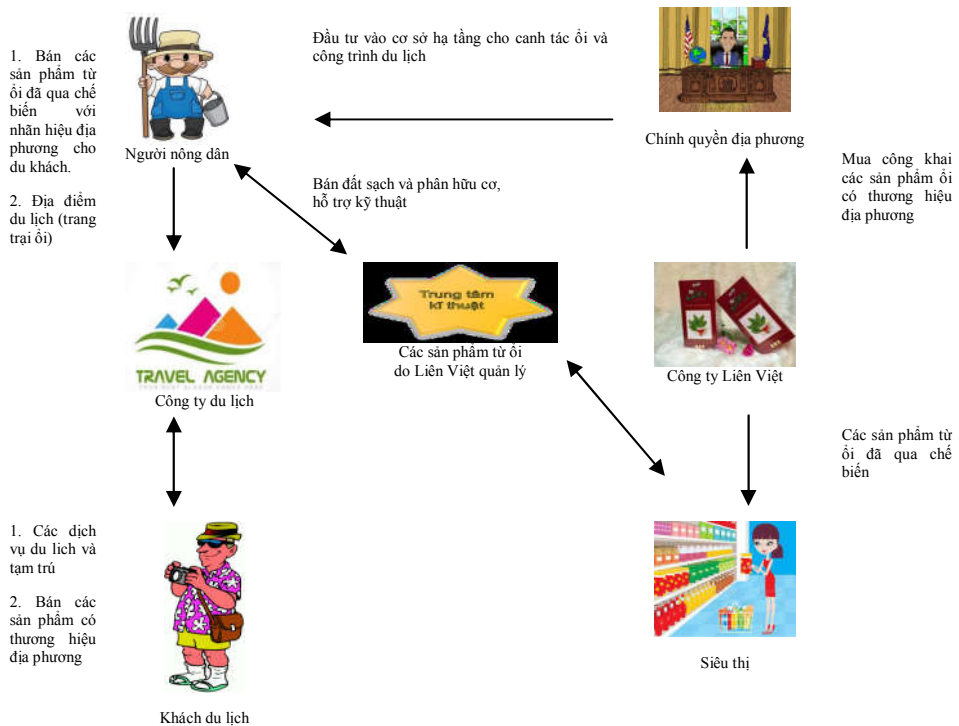 Đầu tư vào cơ sở hạ tầng cho canh tác ổi và
công trình du lịch
1. Bán các
sản phẩm từ
ổi đã qua chế
biến với
nhãn hiệu địa
phương cho
du khách.
2. Địa điểm
du lịch (trang
trại ổi)
Người nông dân
Chính quyền địa phương
Mua công khai
các sản phẩm ổi
có thương hiệu
địa phương
Bán đất sạch và phân hữu cơ,
hỗ trợ kỹ thuật
TRAVEL AGENCY
Công ty du lịch
Trung tâm
kĩ thuật
Các sản phẩm từ ổi
do Liên Việt quản lý
Công ty Liên Việt
Các sản phẩm từ
ổi đã qua chế
biến
1. Các dịch
vụ du lich và
tạm trú
2. Bán các
sản phẩm có
thương hiệu
địa phương
Khách du lịch
Siêu thị